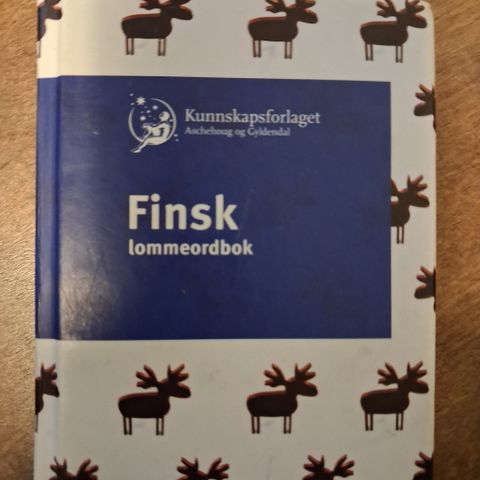 Kunnskapsforlaget
Aschehoug og Gyldendal
Finsk
lommeordbok